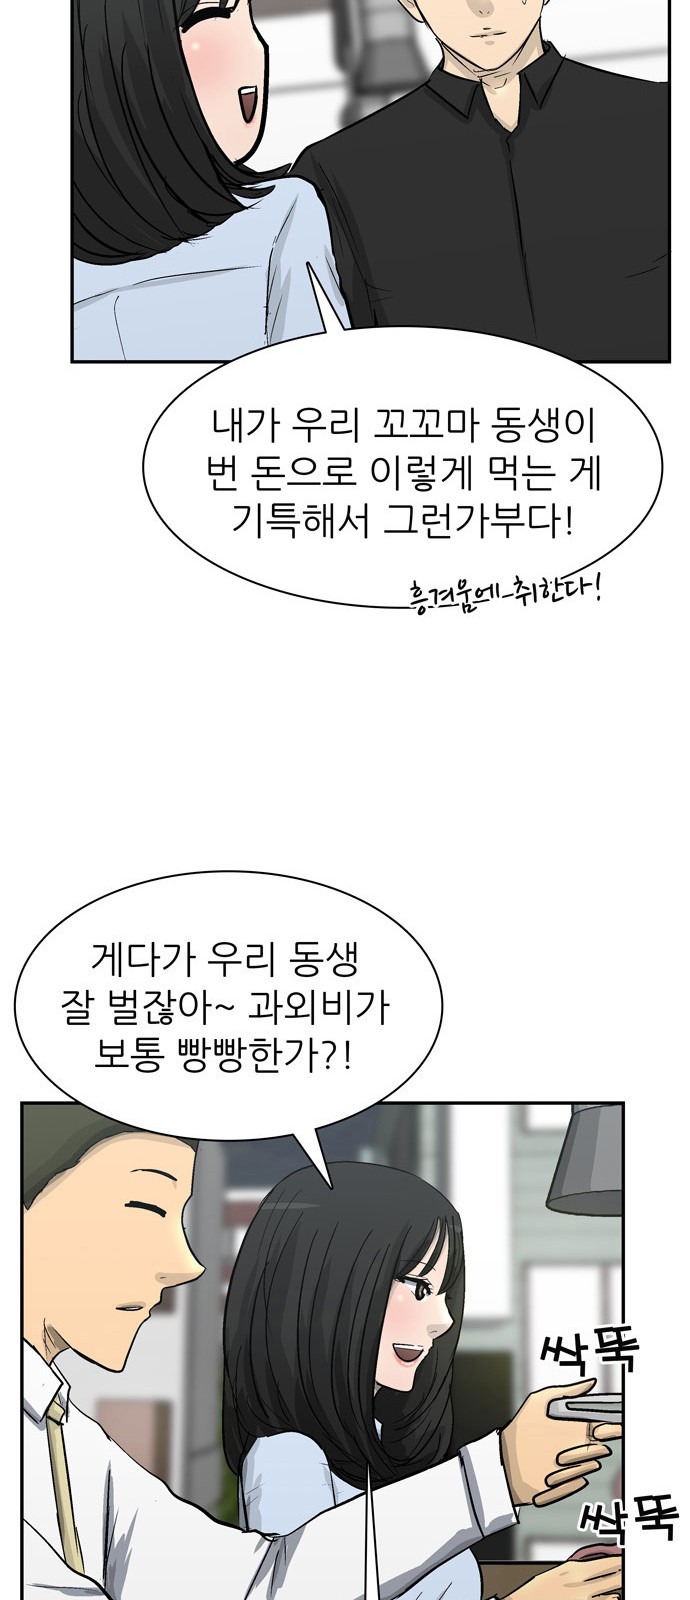 내가 우리 꼬꼬마 동생이
번 돈으로 이렇게 먹는 게
기특해서 그런가부다!
흥겨움에 취한다!
게다가 우리 동생
잘 벌잖아~ 과외비가
보통 빵빵한가?!
싹뚝
싹뚝